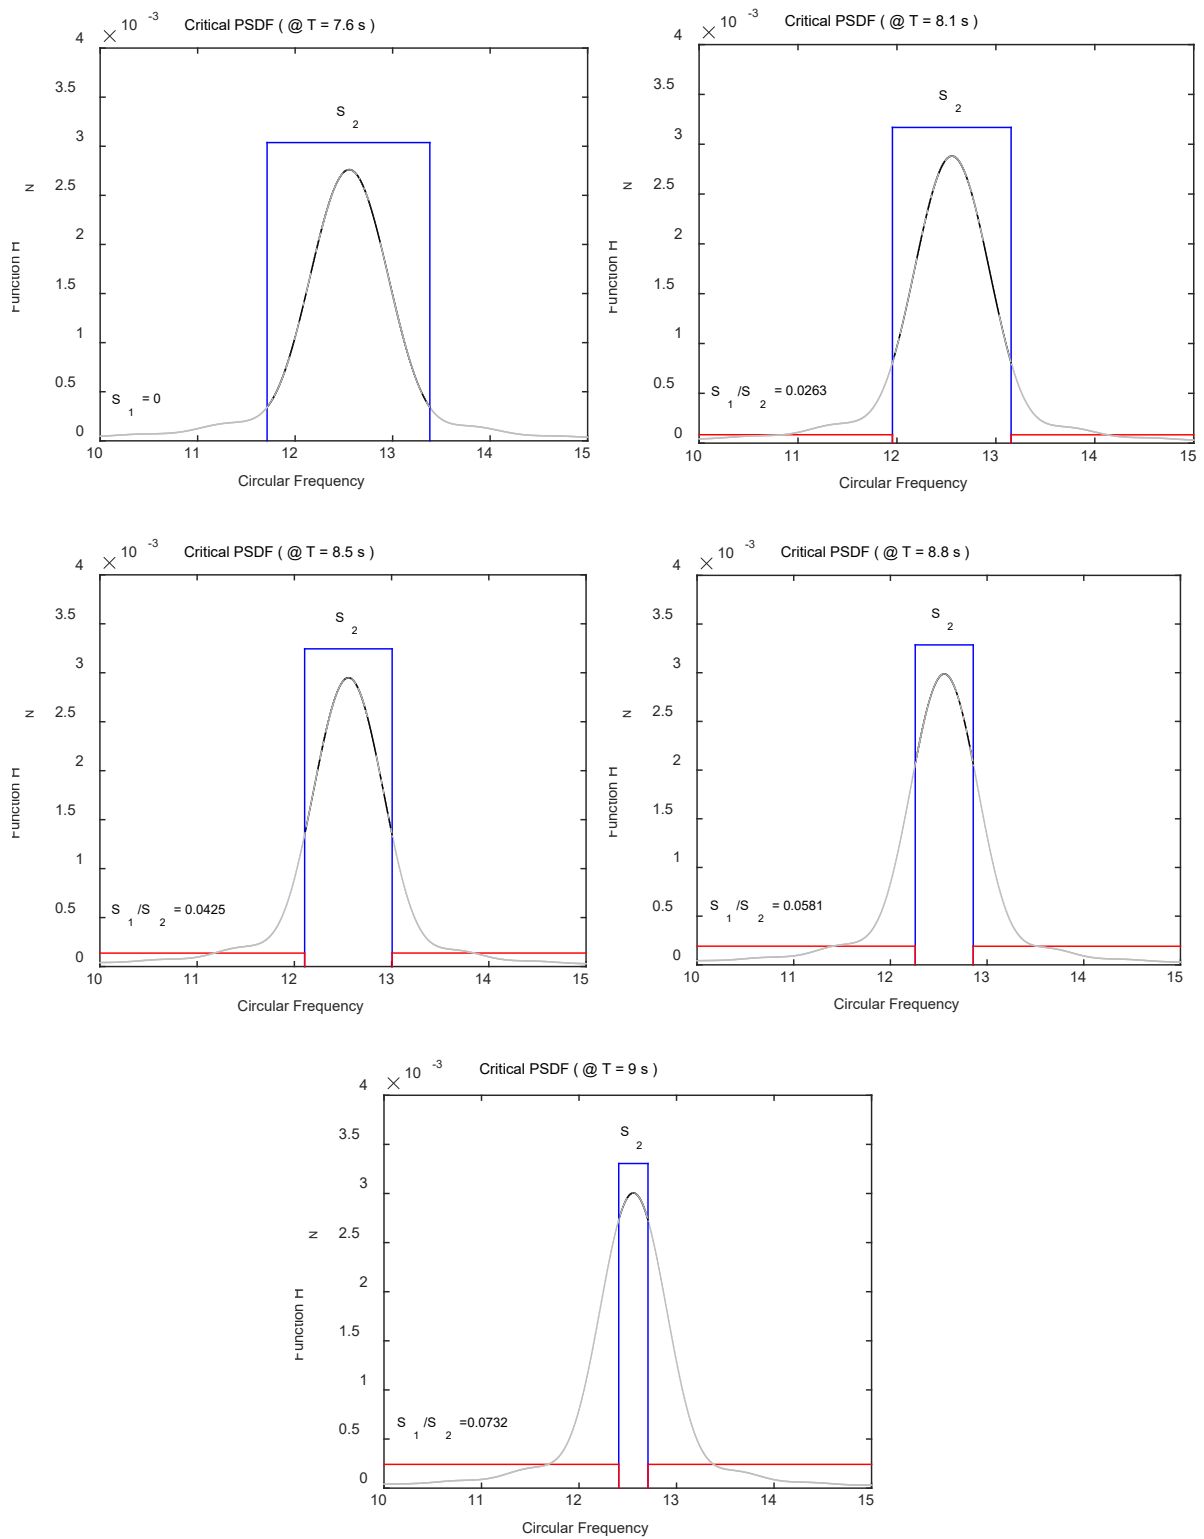 × 10 -3 Critical PSDF ( @ T = 7.6 s )
4
3.5
3
2.5
2
1.5
1
0.5
0
S 2
S 1 = 0
N
Function H
10 11 12 13 14 15
Circular Frequency
× 10 -3 Critical PSDF ( @ T = 8.1 s )
4
3.5
3
2.5
2
1.5
1
0.5
0
S 2
S 1 /S 2 = 0.0263
N
Function H
10 11 12 13 14 15
Circular Frequency
× 10 -3 Critical PSDF ( @ T = 8.5 s )
4
3.5
3
2.5
2
1.5
1
0.5
0
S 2
S 1 /S 2 = 0.0425
N
Function H
10 11 12 13 14 15
Circular Frequency
× 10 -3 Critical PSDF ( @ T = 8.8 s )
4
3.5
3
2.5
2
1.5
1
0.5
0
S 2
S 1 /S 2 = 0.0581
N
Function H
10 11 12 13 14 15
Circular Frequency
× 10 -3 Critical PSDF ( @ T = 9 s )
4
3.5
3
2.5
2
1.5
1
0.5
0
S 2
S 1 /S 2 =0.0732
N
Function H
10 11 12 13 14 15
Circular Frequency